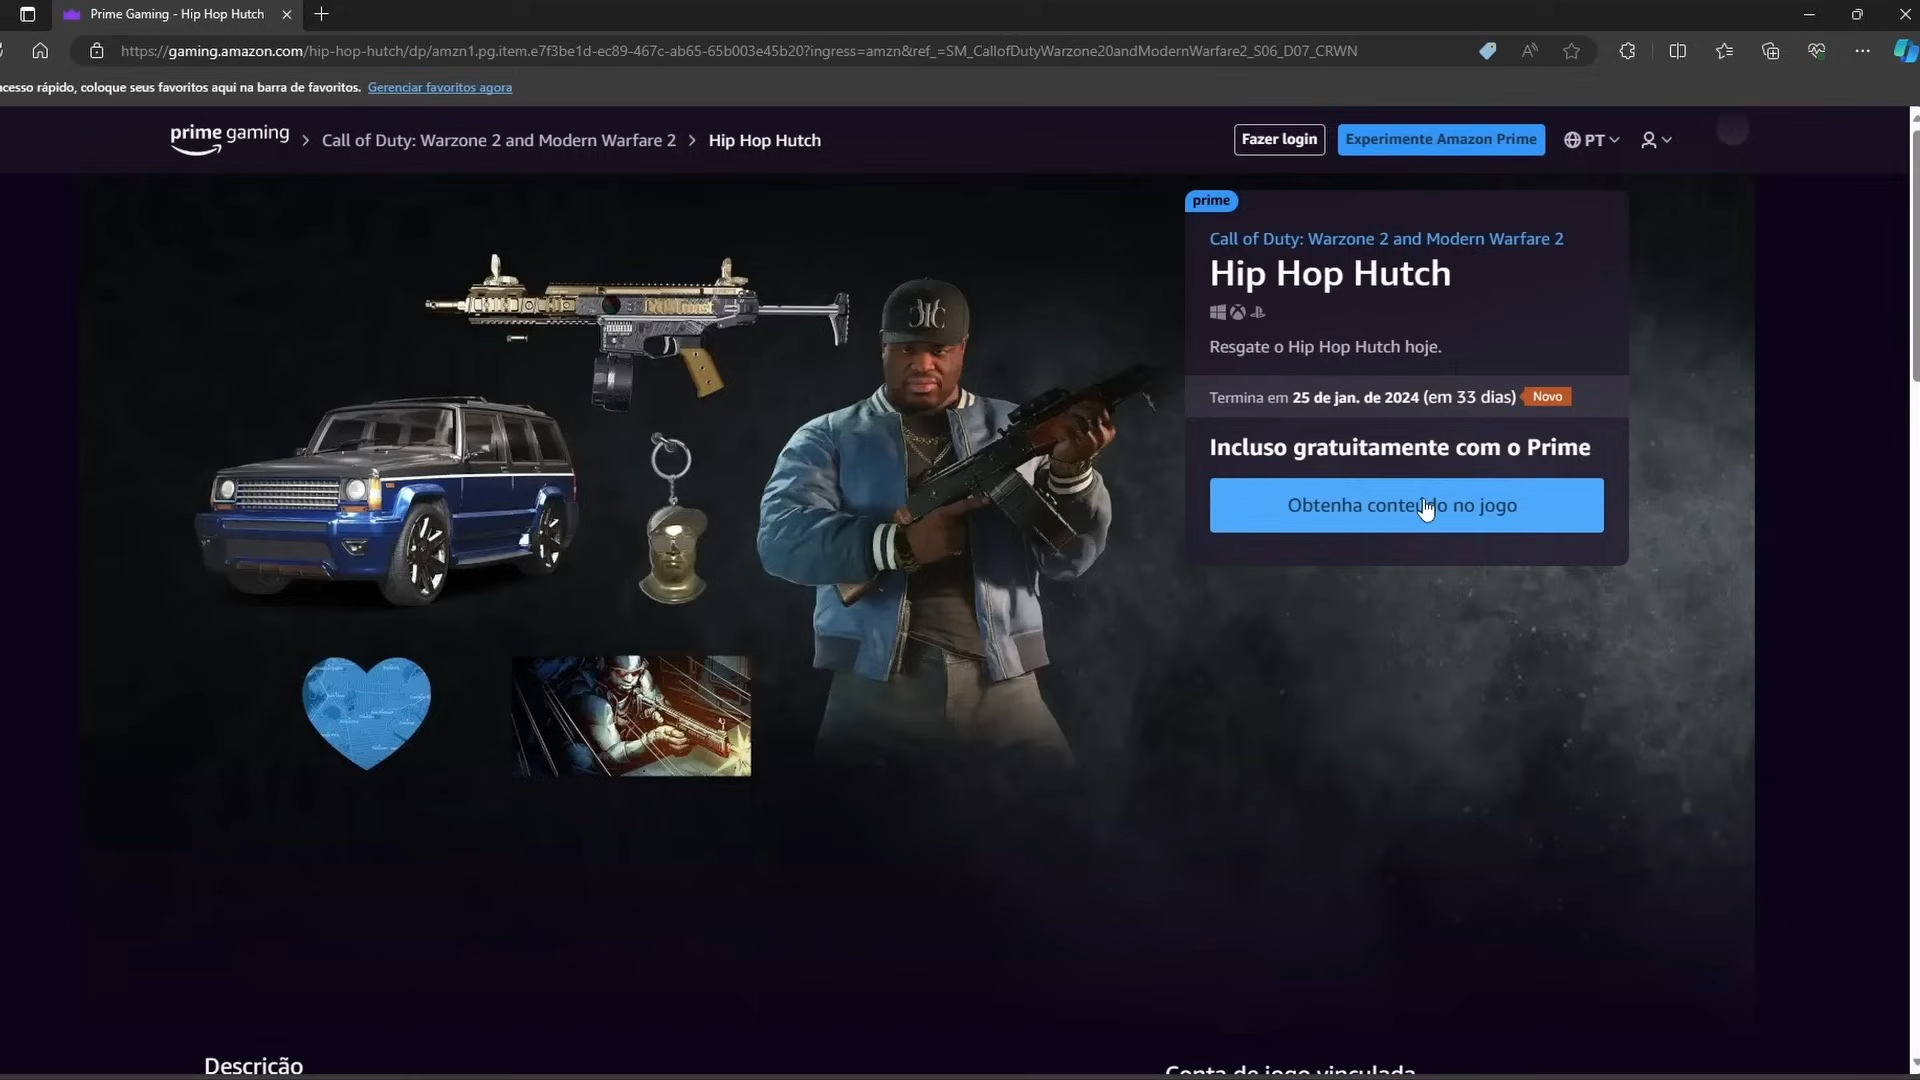 Prime Gaming - Hip Hop Hutch
https://gaming.amazon.com/hip-hop-hutch/dp/amzn1.pg.item.e7f3be1d-ec89-467c-ab65-65b003e45b20?ingress=amzn&ref_=SM_CallofDutyWarzone20andModernWarfare2_S06_D07_CRWN
cesso rápido, coloque seus favoritos aqui na barra de favoritos. Gerenciar favoritos agora
prime gaming > Call of Duty: Warzone 2 and Modern Warfare 2 > Hip Hop Hutch
Fazer login
Experimente Amazon Prime
PT
prime
Call of Duty: Warzone 2 and Modern Warfare 2
Hip Hop Hutch
Resgate o Hip Hop Hutch hoje.
Termina em 25 de jan. de 2024 (em 33 dias) Novo
Incluso gratuitamente com o Prime
Obtenha conteúdo no jogo
Descrição
Conta de jogo vinculada